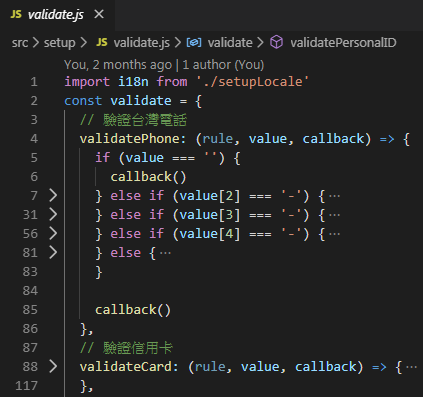 JS validate.js ×
src > setup > JS validate.js > validate > validatePersonalID
You, 2 months ago | 1 author (You)
1 import i18n from './setupLocale'
2 const validate = {
3 // 驗證台灣電話
4 validatePhone: (rule, value, callback) => {
5 if (value === '') {
6 callback()
7 > } else if (value[2] === '-') {⋯
31 > } else if (value[3] === '-') {⋯
56 > } else if (value[4] === '-') {⋯
81 > } else {⋯
83 }
84
85 callback()
86 },
87 // 驗證信用卡
88 > validateCard: (rule, value, callback) => {⋯
117 },